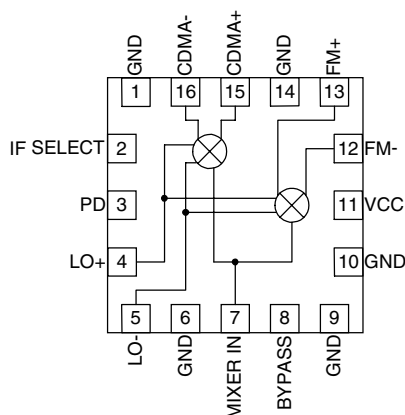 GND
CDMA-
CDMA+
GND
FM+
1
16
15
14
13
IF SELECT 2
12 FM-
PD 3
11 VCC
LO+ 4
10 GND
5
6
7
8
9
LO-
GND
MIXER IN
BYPASS
GND